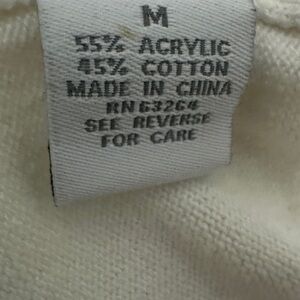 M
55% ACRYLIC
45% COTTON
MADE IN CHINA
RN 63264
SEE REVERSE
FOR CARE